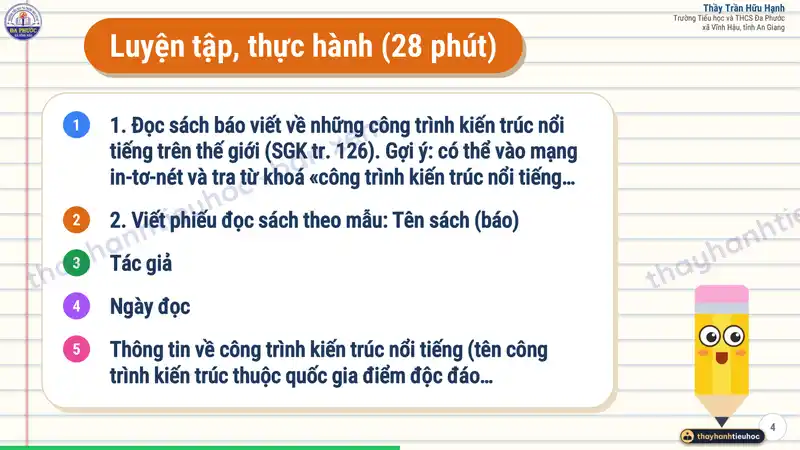 Thầy Trần Hữu Hạnh
Trường Tiểu học và THCS Đa Phước
xã Vĩnh Hậu, tỉnh An Giang
ĐA PHƯỚC
Luyện tập, thực hành (28 phút)
1 1. Đọc sách báo viết về những công trình kiến trúc nổi
tiếng trên thế giới (SGK tr. 126). Gợi ý: có thể vào mạng
in-tơ-nét và tra từ khoá «công trình kiến trúc nổi tiếng…
2 2. Viết phiếu đọc sách theo mẫu: Tên sách (báo)
3 Tác giả
4 Ngày đọc
5 Thông tin về công trình kiến trúc nổi tiếng (tên công
trình kiến trúc thuộc quốc gia điểm độc đáo…
thayhanhtieuhoc
4